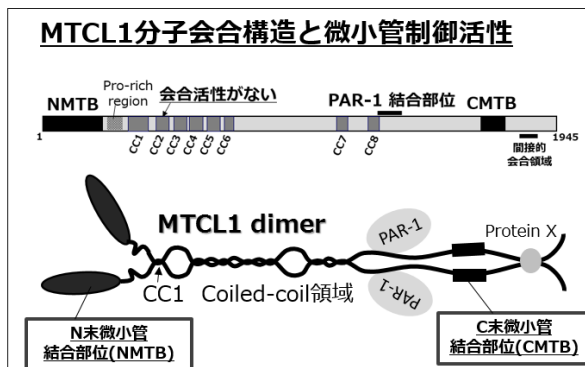 MTCL1分子会合構造と微小管制御活性
Pro-rich
region
会合活性がない
NMTB
PAR-1 結合部位
CMTB
1
1945
CC1
CC2
CC3
CC4
CC5
CC6
CC7
CC8
間接的
会合領域
MTCL1 dimer
PAR-1
Protein X
CC1
Coiled-coil領域
PAR-1
N末微小管
結合部位(NMTB)
C末微小管
結合部位(CMTB)